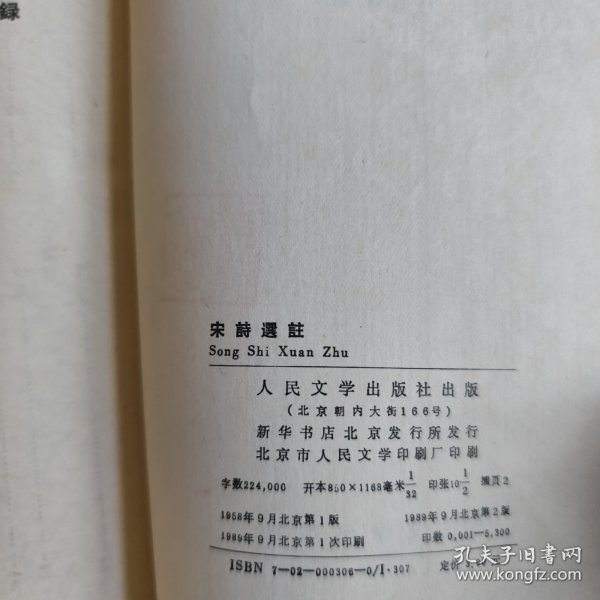 録
宋詩選註
Song Shi Xuan Zhu
人民文学出版社出版
(北京朝内大街166号)
新华书店北京发行所发行
北京市人民文学印刷厂印刷
字数224,000 开本850×1168毫米1/32 印张10 1/2 插页2
1958年9月北京第1版 1989年9月北京第2版
1989年9月北京第1次印刷 印数0,001—5,300
ISBN 7—02—000306—0/I·307 定价
孔夫子旧书网
www.kongfz.com